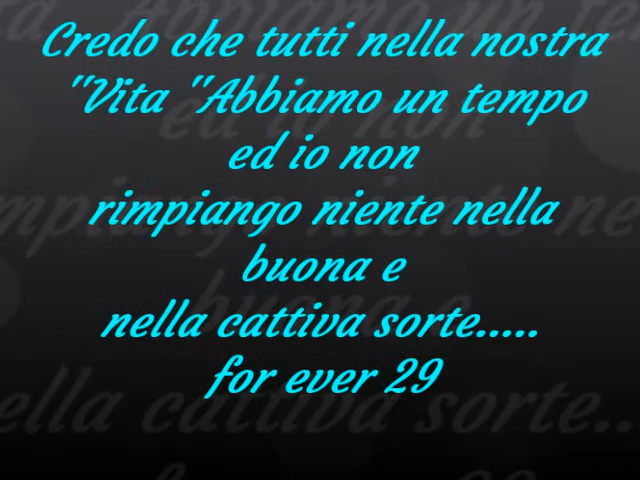 Credo che tutti nella nostra
"Vita "Abbiamo un tempo
ed io non
rimpiango niente nella
buona e
nella cattiva sorte.....
for ever 29